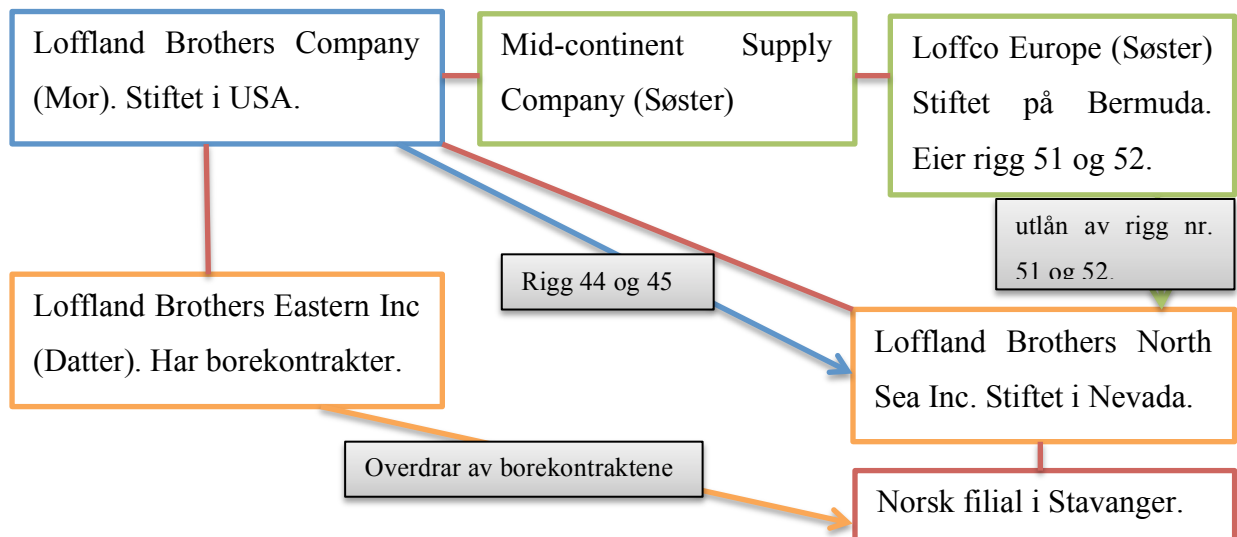 Loffland Brothers Company
(Mor). Stiftet i USA.
Mid-continent Supply
Company (Søster)
Loffco Europe (Søster)
Stiftet på Bermuda.
Eier rigg 51 og 52.
utlån av rigg nr.
51 og 52.
Rigg 44 og 45
Loffland Brothers Eastern Inc
(Datter). Har borekontrakter.
Loffland Brothers North
Sea Inc. Stiftet i Nevada.
Overdrar av borekontraktene
Norsk filial i Stavanger.